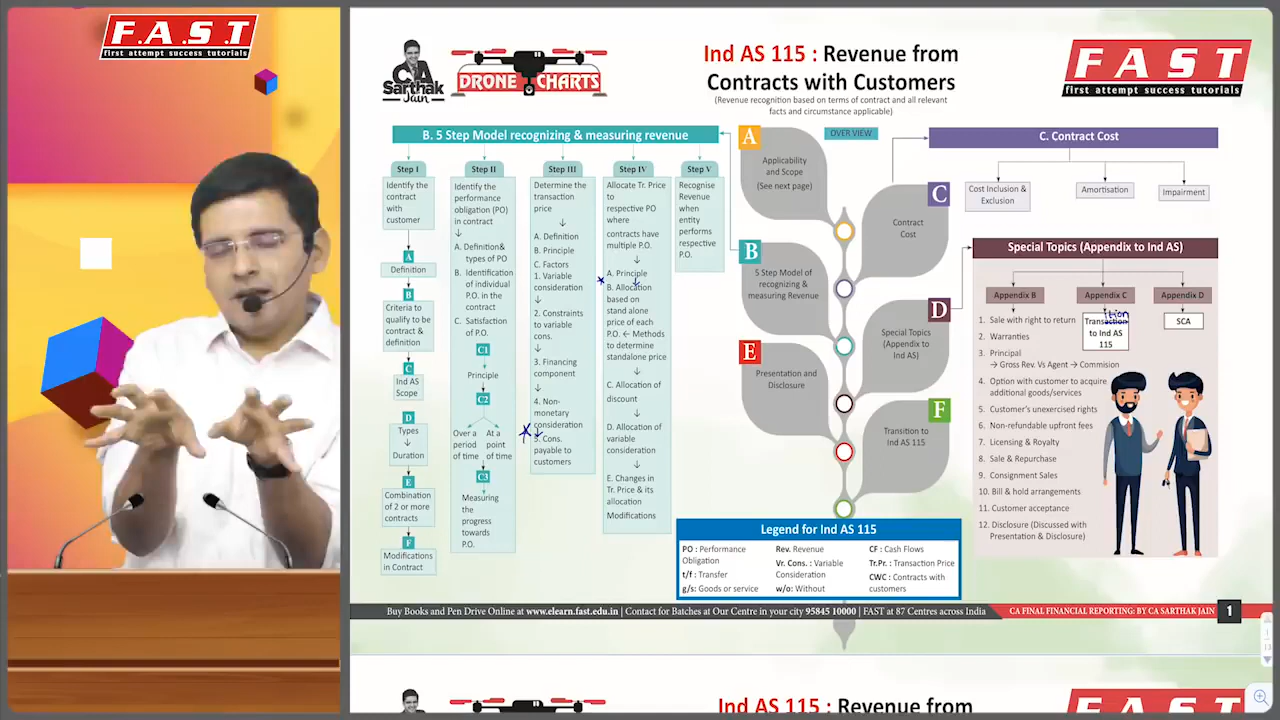 F.A.S.T
first attempt success tutorials
CA
Sarthak
Jain
DRONE CHARTS
Ind AS 115 : Revenue from
Contracts with Customers
(Revenue recognition based on terms of contract and all relevant
facts and circumstance applicable)
FAST
first attempt success tutorials
B. 5 Step Model recognizing & measuring revenue
Step I
Identify the
contract
with
customer
A
Definition
B
Criteria to
qualify to be
contract &
definition
C
Ind AS
Scope
D
Types
↓
Duration
E
Combination
of 2 or more
contracts
F
Modifications
in Contract
Step II
Identify the
performance
obligation (PO)
in contract
↓
A. Definition&
types of PO
B. Identification
of individual
P.O. in the
contract
C. Satisfaction
of P.O.
C1
Principle
C2
Over a
period
of time
At a
point
of time
C3
Measuring
the
progress
towards
P.O.
Step III
Determine the
transaction
price
↓
A. Definition
B. Principle
C. Factors
1. Variable
consideration
↓
2. Constraints
to variable
cons.
↓
3. Financing
component
↓
4. Non-
monetary
consideration
5. Cons.
payable to
customers
Step IV
Allocate Tr. Price
to
respective PO
where
contracts have
multiple P.O.
↓
A. Principle
B. Allocation
based on
stand alone
price of each
P.O. ← Methods
to determine
standalone price
↓
C. Allocation of
discount
↓
D. Allocation of
variable
consideration
↓
E. Changes in
Tr. Price & its
allocation
Modifications
Step V
Recognise
Revenue
when
entity
performs
respective
P.O.
OVER VIEW
A
Applicability
and Scope
(See next page)
B
5 Step Model of
recognizing &
measuring Revenue
C
Contract
Cost
D
Special Topics
(Appendix
to Ind AS)
E
Presentation and
Disclosure
F
Transition to
Ind AS 115
C. Contract Cost
Cost Inclusion &
Exclusion
Amortisation
Impairment
Special Topics (Appendix to Ind AS)
Appendix B
1. Sale with right to return
2. Warranties
3. Principal
→ Gross Rev. Vs Agent → Commision
4. Option with customer to acquire
additional goods/services
5. Customer's unexercised rights
6. Non-refundable upfront fees
7. Licensing & Royalty
8. Sale & Repurchase
9. Consignment Sales
10. Bill & hold arrangements
11. Customer acceptance
12. Disclosure (Discussed with
Presentation & Disclosure)
Appendix C
tion
Transaction
to Ind AS
115
Appendix D
SCA
Legend for Ind AS 115
PO : Performance
Obligation
t/f : Transfer
g/s: Goods or service
Rev. Revenue
Vr. Cons. : Variable
Consideration
w/o: Without
CF : Cash Flows
Tr.Pr. : Transaction Price
CWC : Contracts with
customers
Buy Books and Pen Drive Online at www.elearn.fast.edu.in | Contact for Batches at Our Centre in your city 95845 10000 | FAST at 87 Centres across India
CA FINAL FINANCIAL REPORTING: BY CA SARTHAK JAIN
1
1
13
Ind AS 115 : Revenue from
FAST